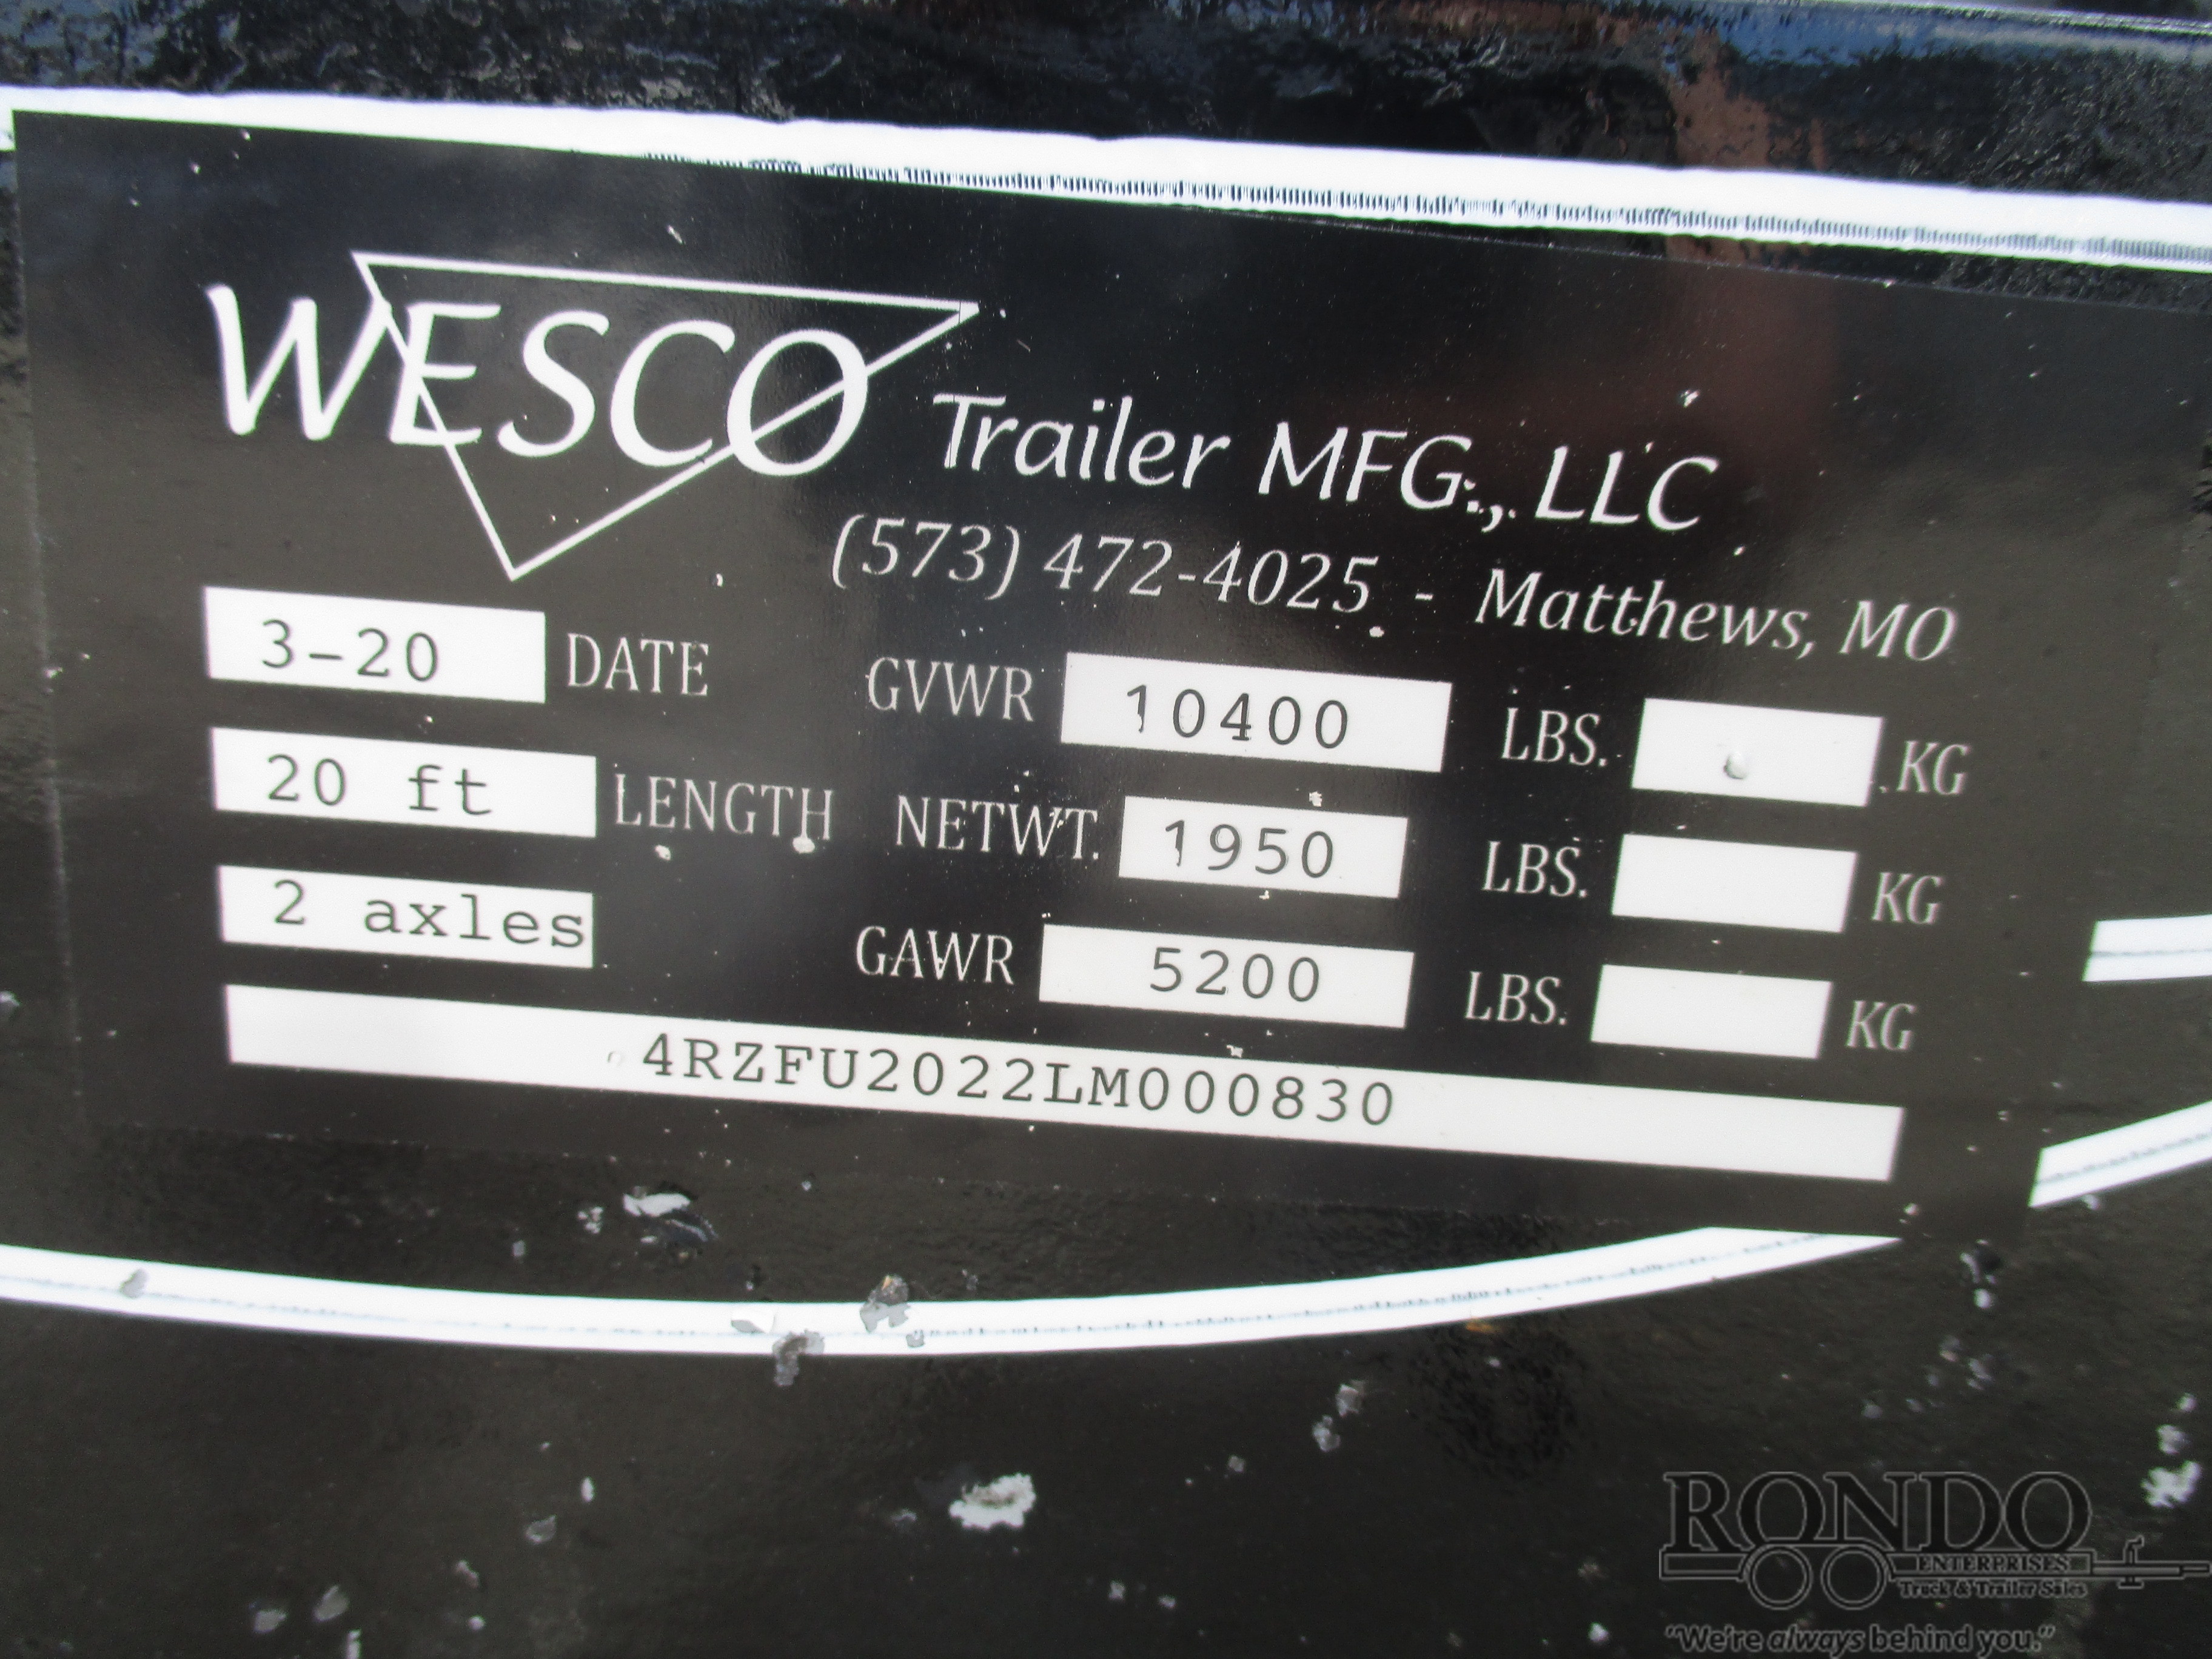 WESCO Trailer MFG., LLC
(573) 472-4025 - Matthews, MO
3-20 DATE GVWR 10400 LBS. KG
20 ft LENGTH NETWT. 1950 LBS. KG
2 axles GAWR 5200 LBS. KG
4RZFU2022LM000830
RONDO
ENTERPRISES
Truck & Trailer Sales
"We're always behind you."